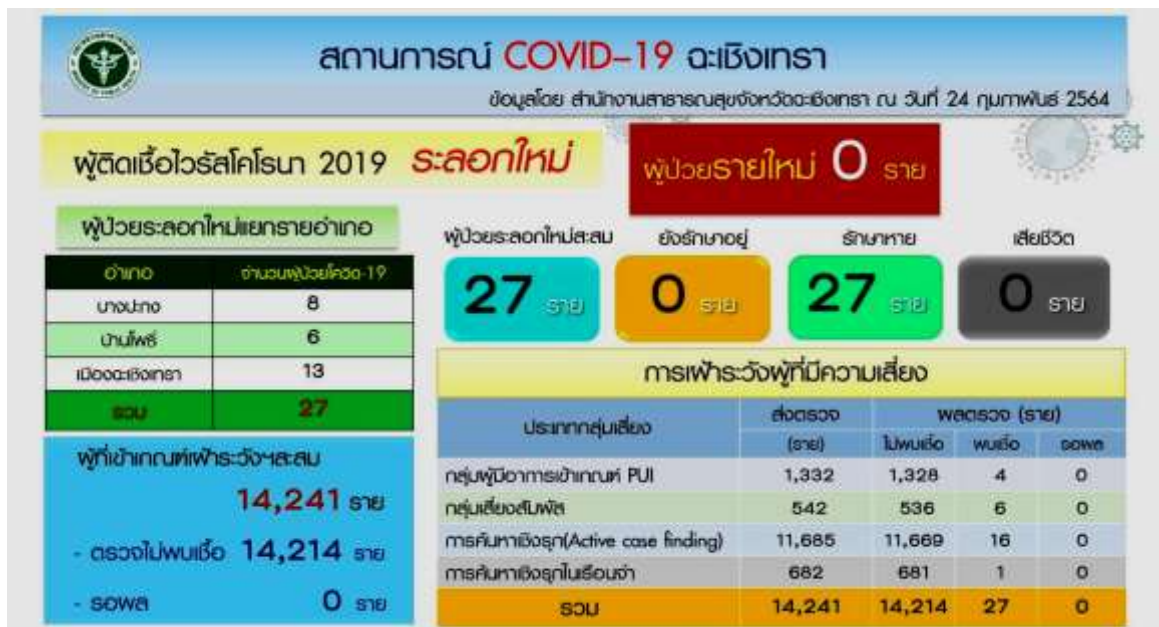 สถานการณ์ COVID-19 ฉะเชิงเทรา
ข้อมูลโดย สำนักงานสาธารณสุขจังหวัดฉะเชิงเทรา ณ วันที่ 24 กุมภาพันธ์ 2564
ผู้ติดเชื้อไวรัสโคโรนา 2019 ระลอกใหม่
ผู้ป่วยรายใหม่ 0 ราย
ผู้ป่วยระลอกใหม่แยกรายอำเภอ
อำเภอ จำนวนผู้ป่วยโควิด-19
บางปะกง 8
บ้านโพธิ์ 6
เมืองฉะเชิงเทรา 13
รวม 27
ผู้ป่วยระลอกใหม่สะสม ยังรักษาอยู่ รักษาหาย เสียชีวิต
27 ราย 0 ราย 27 ราย 0 ราย
ผู้ที่เข้าเกณฑ์เฝ้าระวังฯสะสม
14,241 ราย
- ตรวจไม่พบเชื้อ 14,214 ราย
- รอผล 0 ราย
การเฝ้าระวังผู้ที่มีความเสี่ยง
ประเภทกลุ่มเสี่ยง ส่งตรวจ ผลตรวจ (ราย)
(ราย) ไม่พบเชื้อ พบเชื้อ รอผล
กลุ่มผู้มีอาการเข้าเกณฑ์ PUI 1,332 1,328 4 0
กลุ่มเสี่ยงสัมผัส 542 536 6 0
การค้นหาเชิงรุก(Active case finding) 11,685 11,669 16 0
การค้นหาเชิงรุกในเรือนจำ 682 681 1 0
รวม 14,241 14,214 27 0